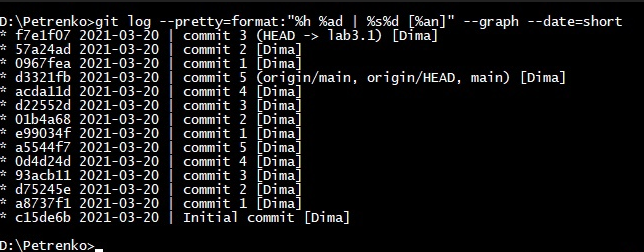 D:\Petrenko>git log --pretty=format:"%h %ad | %s%d [%an]" --graph --date=short
* f7e1f07 2021-03-20 | commit 3 (HEAD -> lab3.1) [Dima]
* 57a24ad 2021-03-20 | commit 2 [Dima]
* 0967fea 2021-03-20 | commit 1 [Dima]
* d3321fb 2021-03-20 | commit 5 (origin/main, origin/HEAD, main) [Dima]
* acda11d 2021-03-20 | commit 4 [Dima]
* d22552d 2021-03-20 | commit 3 [Dima]
* 01b4a68 2021-03-20 | commit 2 [Dima]
* e99034f 2021-03-20 | commit 1 [Dima]
* a5544f7 2021-03-20 | commit 5 [Dima]
* 0d4d24d 2021-03-20 | commit 4 [Dima]
* 93acb11 2021-03-20 | commit 3 [Dima]
* d75245e 2021-03-20 | commit 2 [Dima]
* a8737f1 2021-03-20 | commit 1 [Dima]
* c15de6b 2021-03-20 | Initial commit [Dima]
D:\Petrenko>